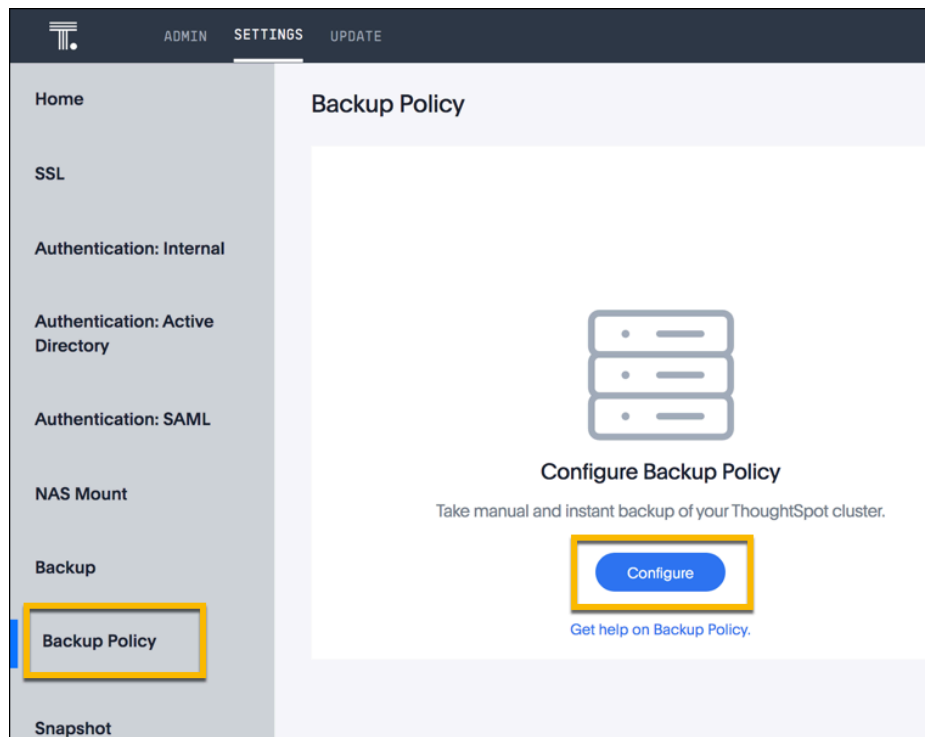 T.
ADMIN SETTINGS UPDATE
Home
Backup Policy
SSL
Authentication: Internal
Authentication: Active
Directory
Authentication: SAML
NAS Mount
Backup
Backup Policy
Snapshot
Configure Backup Policy
Take manual and instant backup of your ThoughtSpot cluster.
Configure
Get help on Backup Policy.